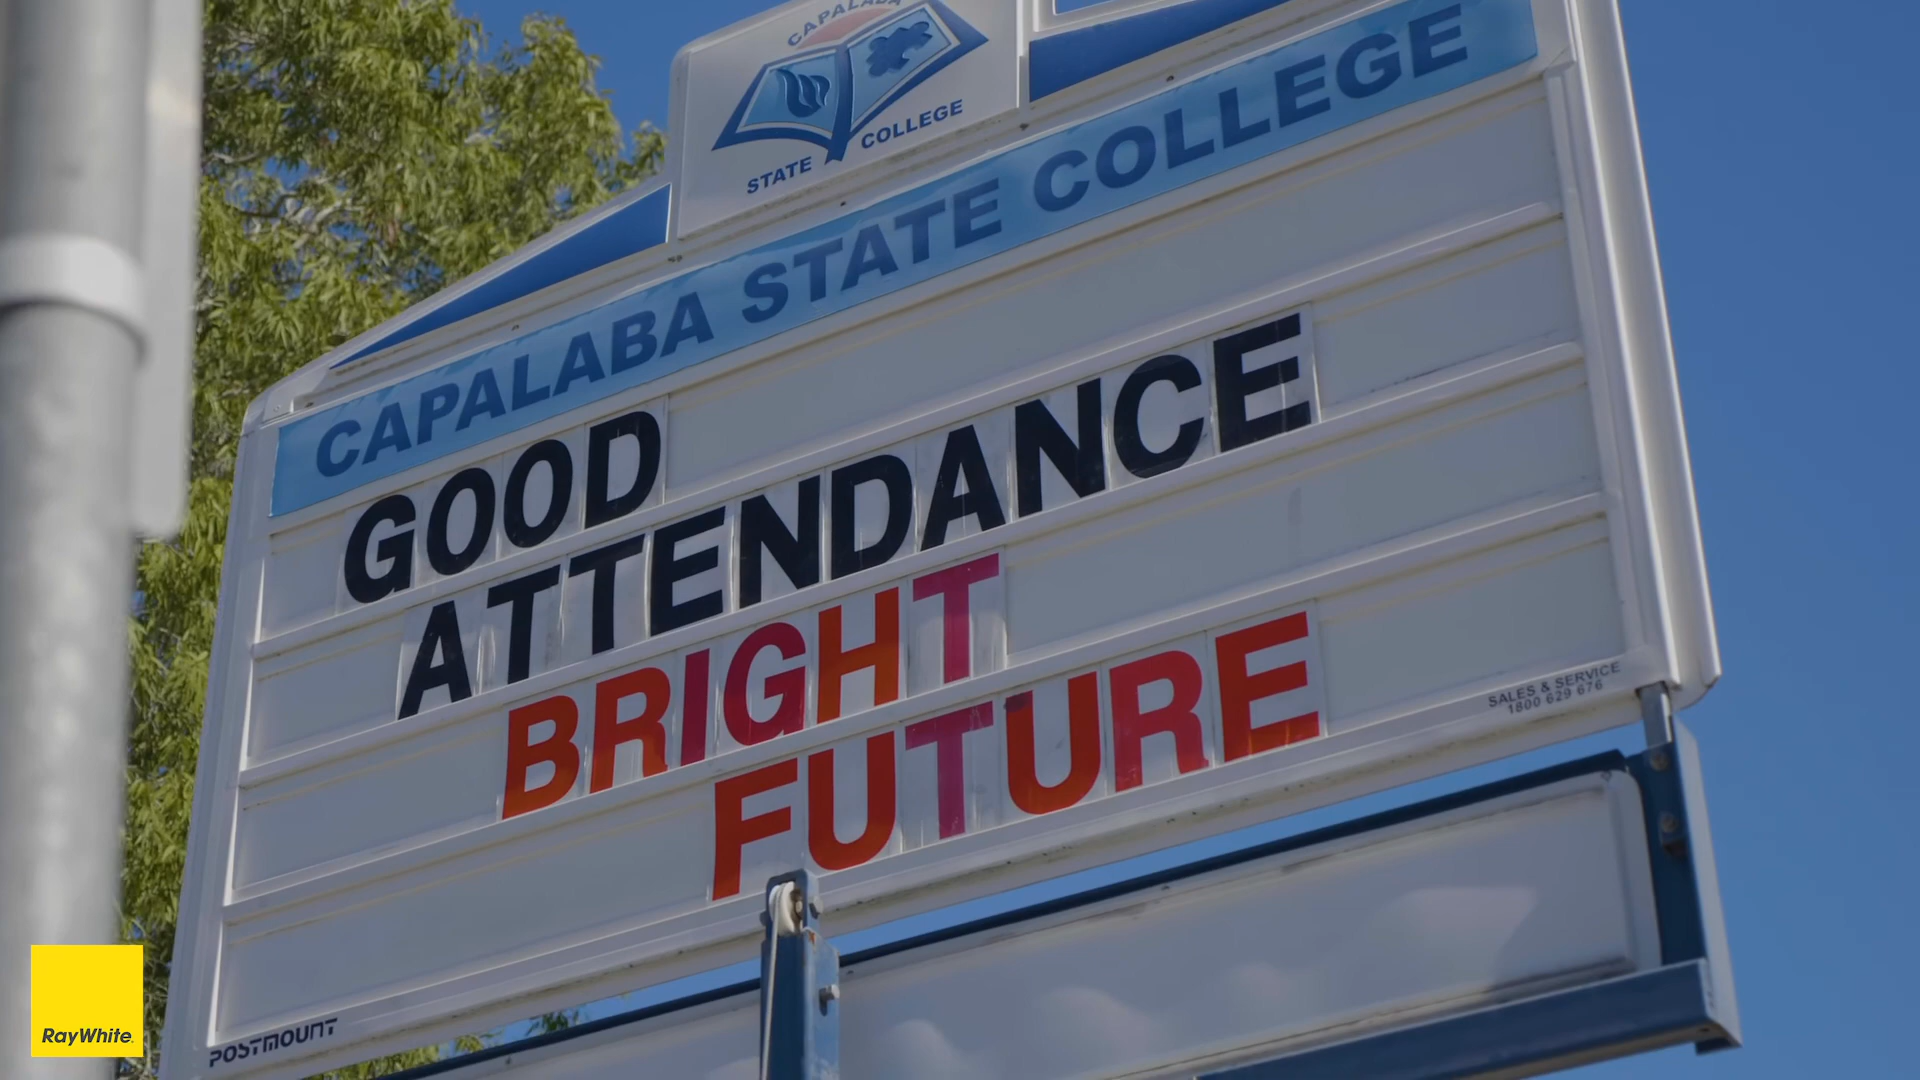 CAPALABA
STATE COLLEGE
CAPALABA STATE COLLEGE
GOOD
ATTENDANCE
BRIGHT
FUTURE
SALES & SERVICE
1800 629 676
POSTMOUNT
RayWhite.